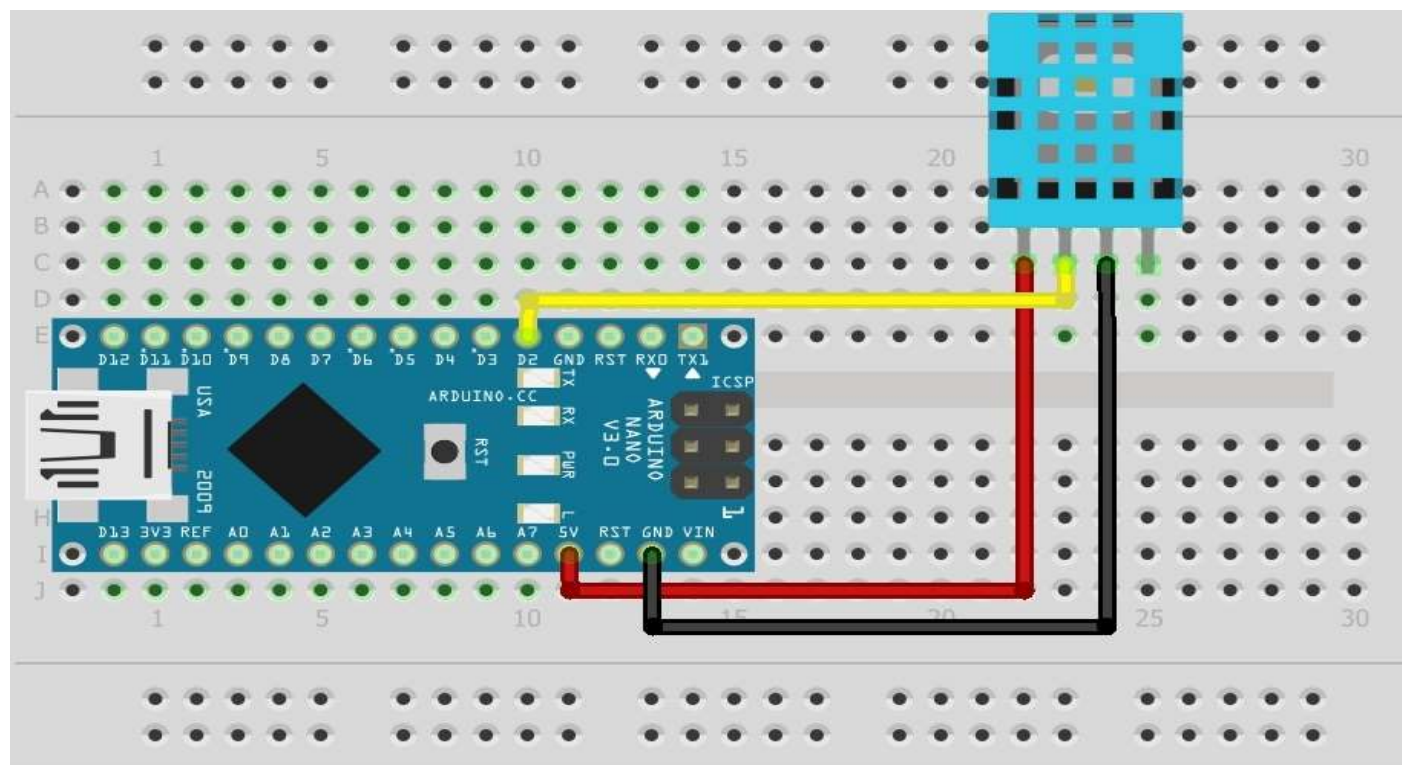 1 5 10 15 20 30
A
B
C
D
E
D12 D11 D10 D9 D8 D7 D6 D5 D4 D3 D2 GND RST RX0 TX1
ICSP
ARDUINO.CC
TX
RX
PWR
L
RST
USA
2009
ARDUINO
NANO
V3.0
1
H
D13 3V3 REF A0 A1 A2 A3 A4 A5 A6 A7 5V RST GND VIN
I
J
1 5 10 15 20 25 30